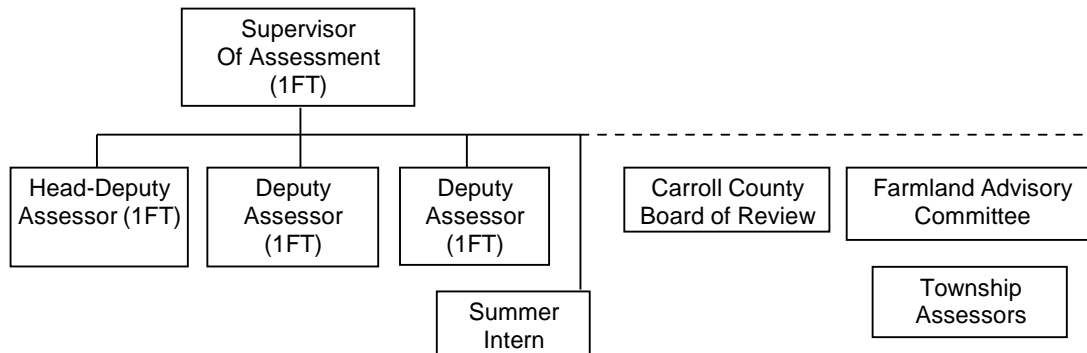 Supervisor
Of Assessment
(1FT)
Head-Deputy
Assessor (1FT)
Deputy
Assessor
(1FT)
Deputy
Assessor
(1FT)
Carroll County
Board of Review
Farmland Advisory
Committee
Township
Assessors
Summer
Intern